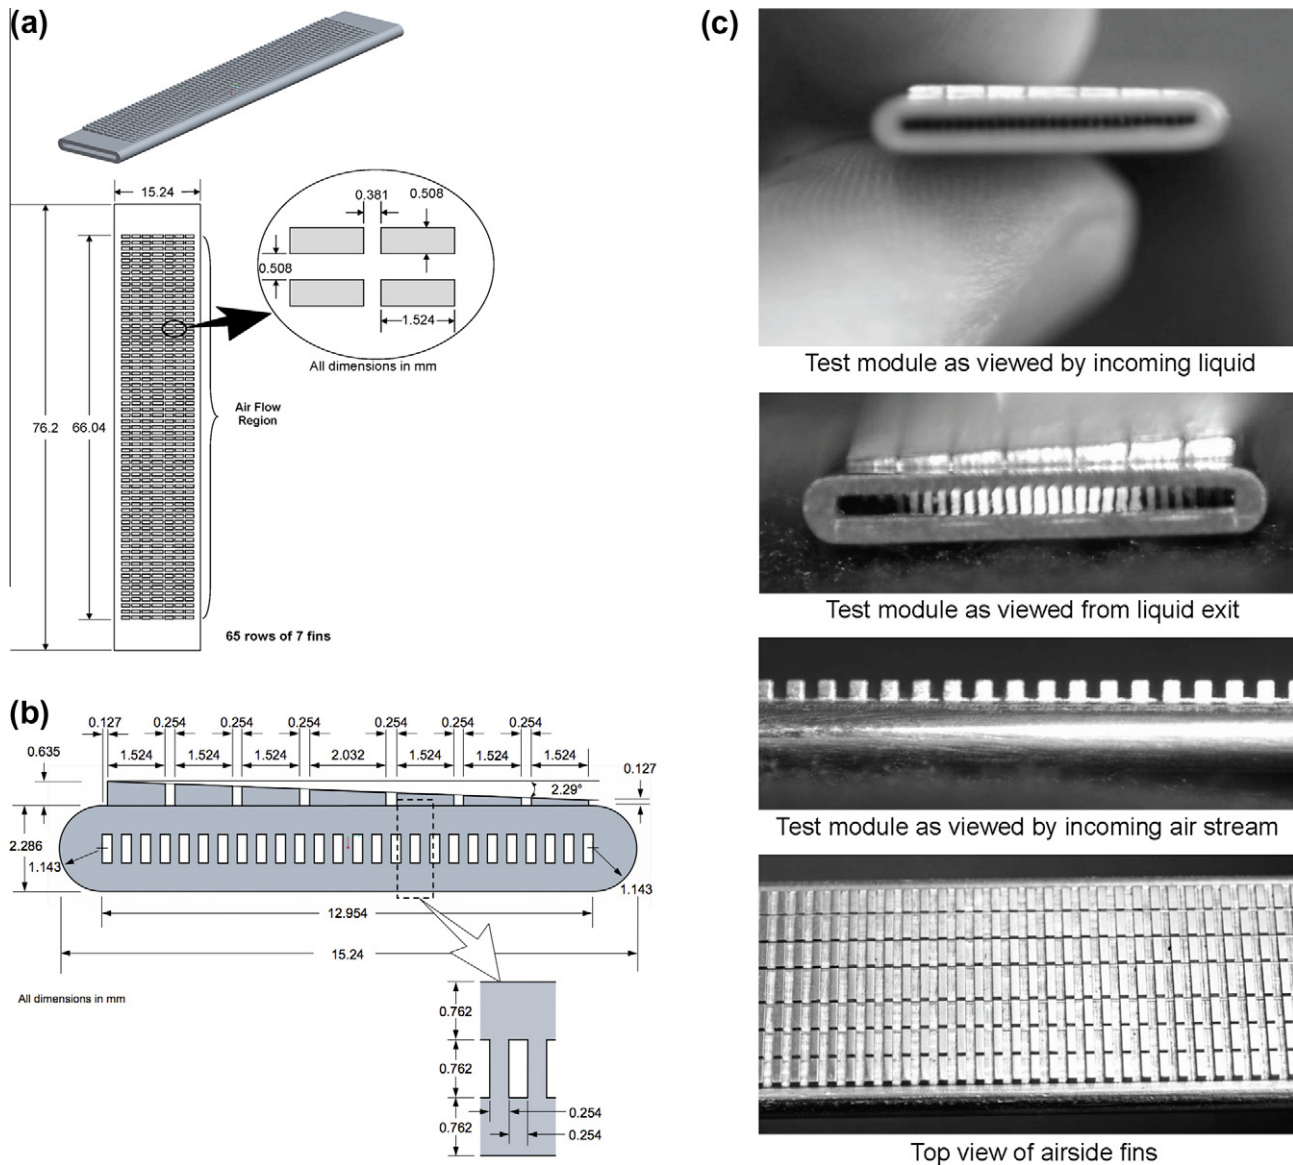 (a)
15.24
0.381
0.508
0.508
1.524
All dimensions in mm
76.2
66.04
Air Flow
Region
65 rows of 7 fins
(b)
0.127
0.254
0.254
0.254
0.254
0.254
0.254
0.635
1.524
1.524
1.524
2.032
1.524
1.524
1.524
0.127
2.29°
2.286
1.143
1.143
12.954
15.24
All dimensions in mm
0.762
0.762
0.254
0.762
0.254
(c)
Test module as viewed by incoming liquid
Test module as viewed from liquid exit
Test module as viewed by incoming air stream
Top view of airside fins